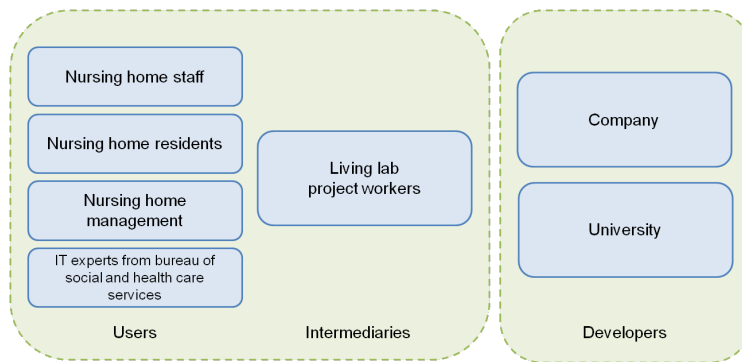 Nursing home staff
Nursing home residents
Nursing home
management
IT experts from bureau of
social and health care
services
Users
Living lab
project workers
Intermediaries
Company
University
Developers